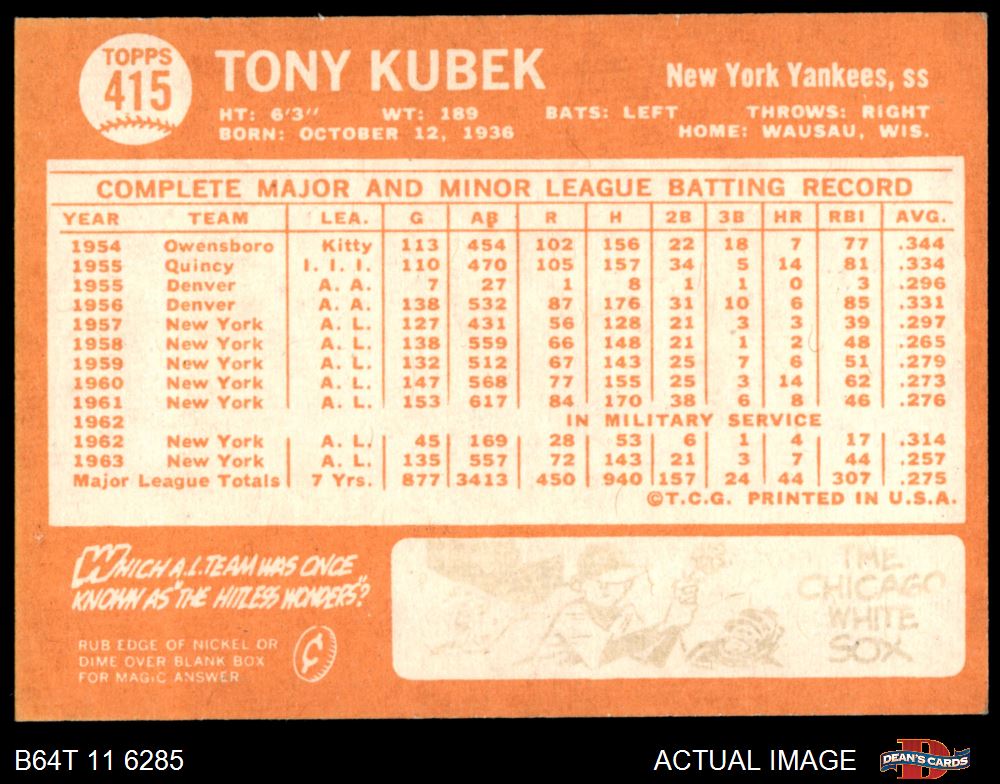 TOPPS
415
TONY KUBEK
New York Yankees, ss
HT: 6'3" WT: 189 BATS: LEFT THROWS: RIGHT
BORN: OCTOBER 12, 1936 HOME: WAUSAU, WIS.
COMPLETE MAJOR AND MINOR LEAGUE BATTING RECORD
YEAR TEAM LEA. G AB R H 2B 3B HR RBI AVG.
1954 Owensboro Kitty 113 454 102 156 22 18 7 77 .344
1955 Quincy I. I. I. 110 470 105 157 34 5 14 81 .334
1955 Denver A. A. 7 27 1 8 1 1 0 3 .296
1956 Denver A. A. 138 532 87 176 31 10 6 85 .331
1957 New York A. L. 127 431 56 128 21 3 3 39 .297
1958 New York A. L. 138 559 66 148 21 1 2 48 .265
1959 New York A. L. 132 512 67 143 25 7 6 51 .279
1960 New York A. L. 147 568 77 155 25 3 14 62 .273
1961 New York A. L. 153 617 84 170 38 6 8 46 .276
1962 IN MILITARY SERVICE
1962 New York A. L. 45 169 28 53 6 1 4 17 .314
1963 New York A. L. 135 557 72 143 21 3 7 44 .257
Major League Totals 7 Yrs. 877 3413 450 940 157 24 44 307 .275
©T.C.G. PRINTED IN U.S.A.
WHICH A.L. TEAM WAS ONCE
KNOWN AS "THE HITLESS WONDERS"?
RUB EDGE OF NICKEL OR
DIME OVER BLANK BOX
FOR MAGIC ANSWER
THE
CHICAGO
WHITE
SOX
B64T 11 6285
ACTUAL IMAGE
DEAN'S CARDS